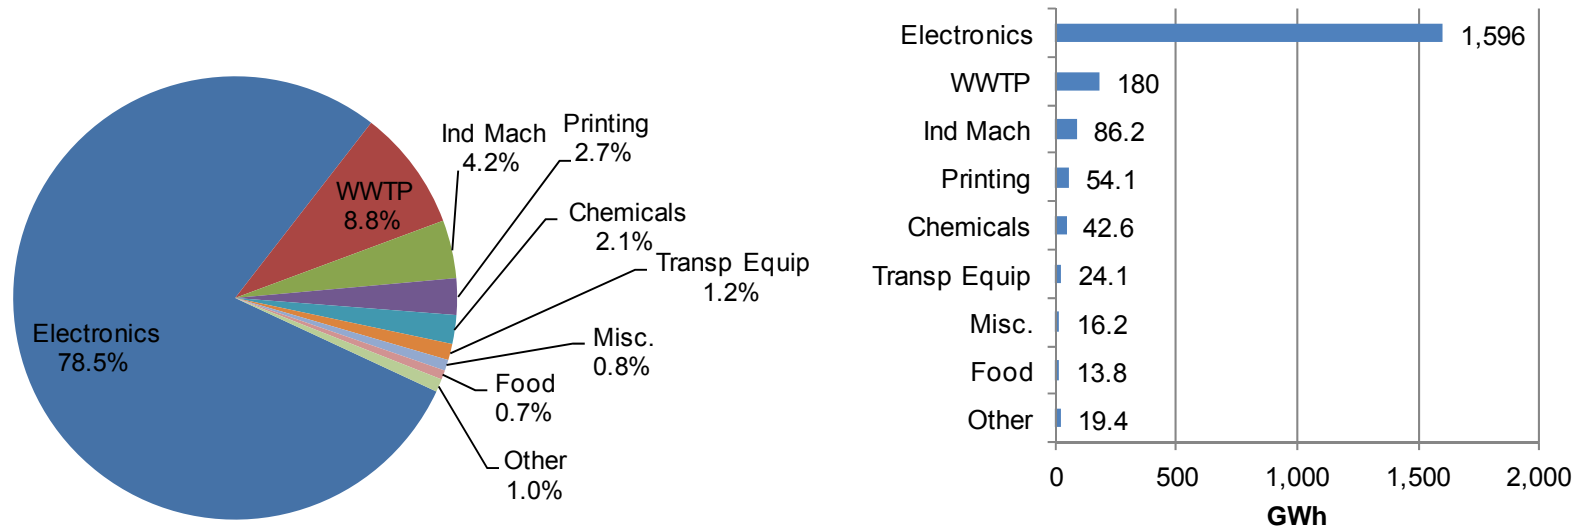 Electronics
78.5%
WWTP
8.8%
Ind Mach
4.2%
Printing
2.7%
Chemicals
2.1%
Transp Equip
1.2%
Misc.
0.8%
Food
0.7%
Other
1.0%
Electronics 1,596
WWTP 180
Ind Mach 86.2
Printing 54.1
Chemicals 42.6
Transp Equip 24.1
Misc. 16.2
Food 13.8
Other 19.4
0 500 1,000 1,500 2,000
GWh